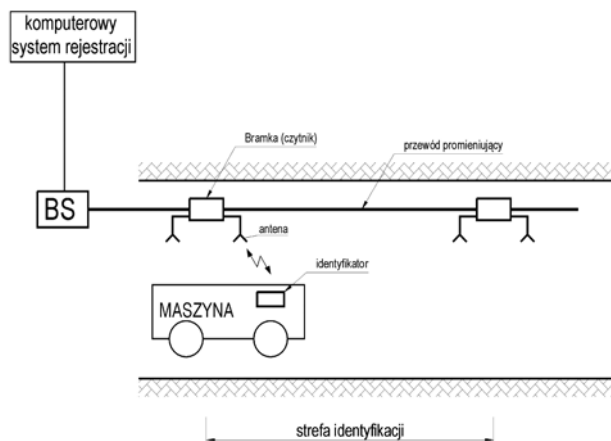 komputerowy
system rejestracji
Bramka (czytnik)
przewód promieniujący
BS
antena
identyfikator
MASZYNA
strefa identyfikacji